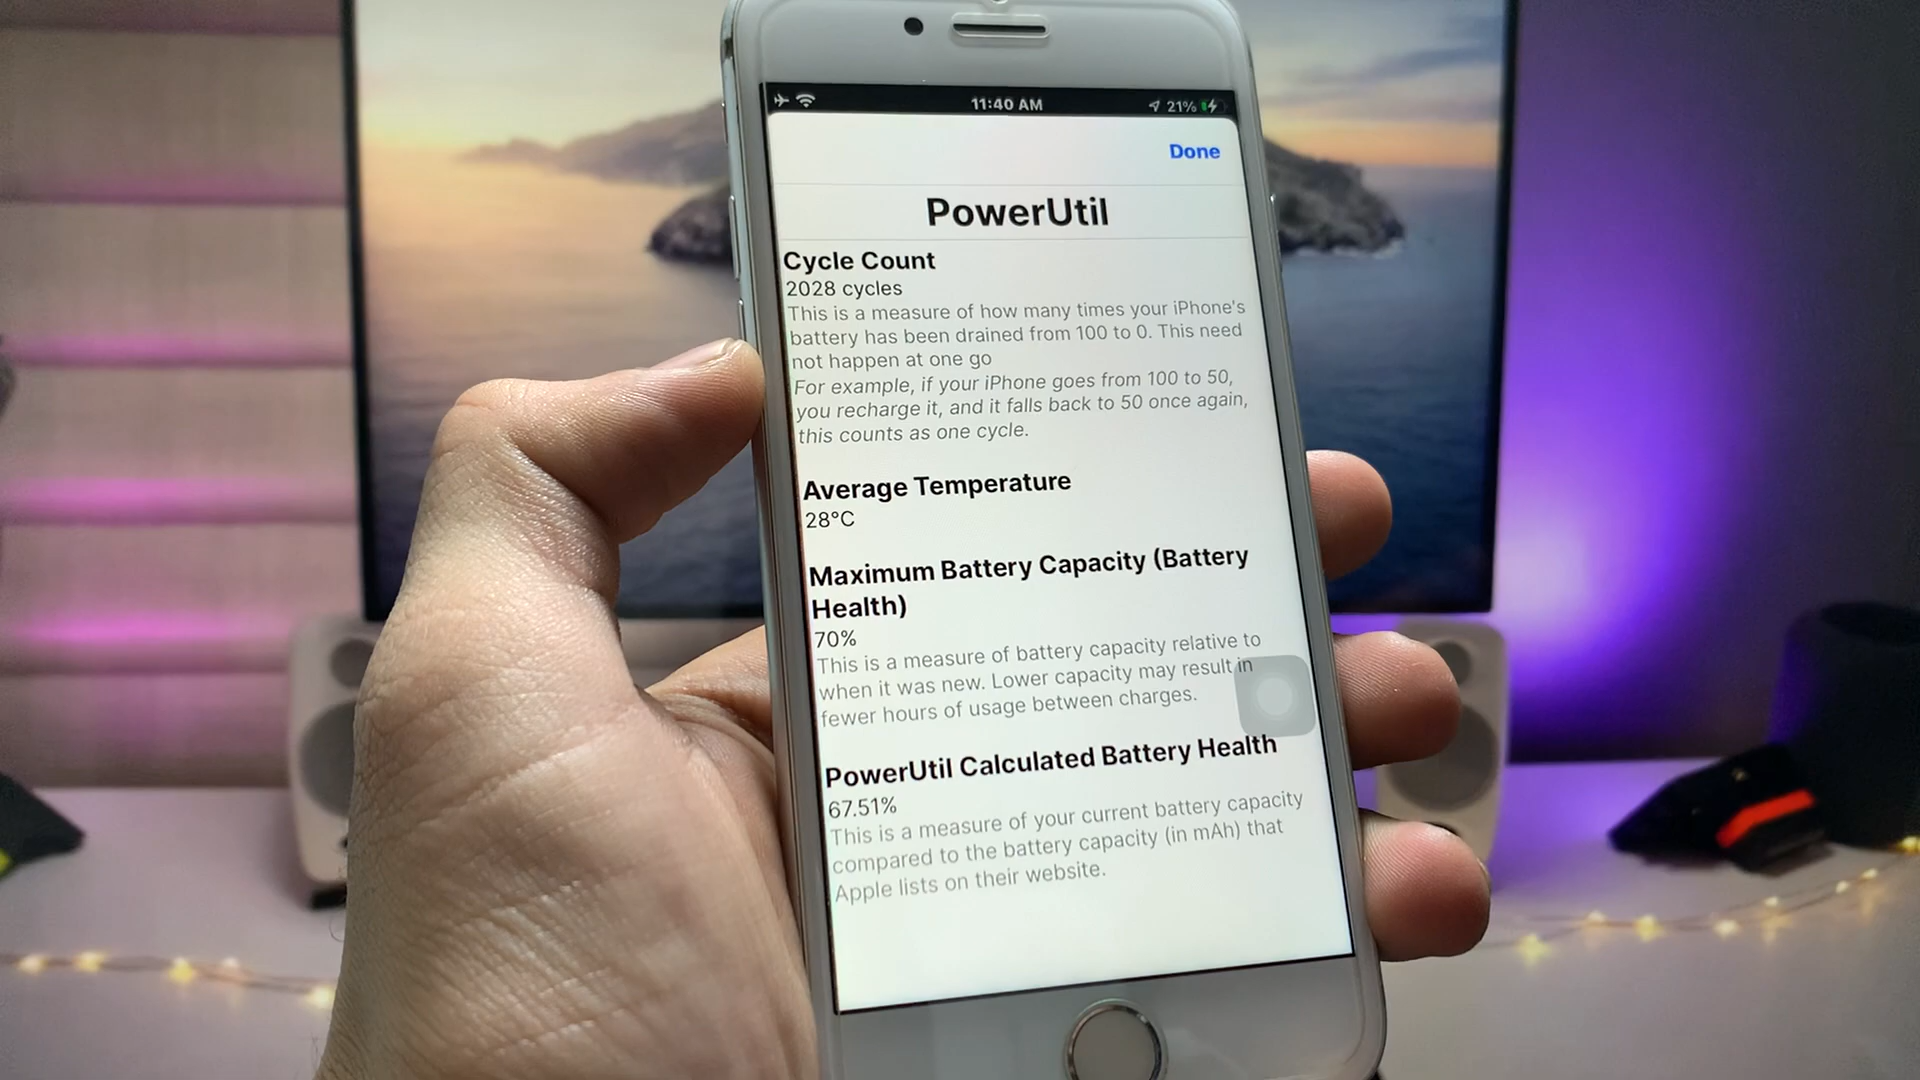 11:40 AM
21%
Done
PowerUtil
Cycle Count
2028 cycles
This is a measure of how many times your iPhone's
battery has been drained from 100 to 0. This need
not happen at one go
For example, if your iPhone goes from 100 to 50,
you recharge it, and it falls back to 50 once again,
this counts as one cycle.
Average Temperature
28°C
Maximum Battery Capacity (Battery
Health)
70%
This is a measure of battery capacity relative to
when it was new. Lower capacity may result in
fewer hours of usage between charges.
PowerUtil Calculated Battery Health
67.51%
This is a measure of your current battery capacity
compared to the battery capacity (in mAh) that
Apple lists on their website.